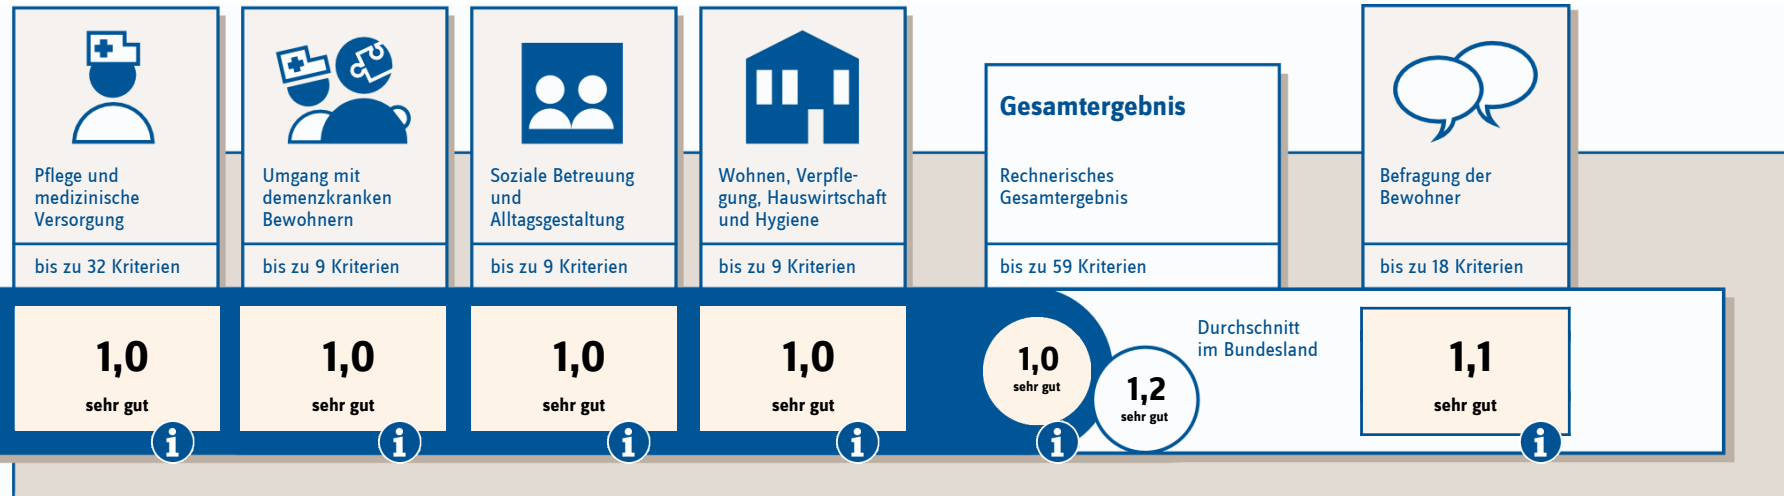 Pflege und
medizinische
Versorgung
bis zu 32 Kriterien
1,0
sehr gut
i
Umgang mit
demenzkranken
Bewohnern
bis zu 9 Kriterien
1,0
sehr gut
i
Soziale Betreuung
und
Alltagsgestaltung
bis zu 9 Kriterien
1,0
sehr gut
i
Wohnen, Verpfle-
gung, Hauswirtschaft
und Hygiene
bis zu 9 Kriterien
1,0
sehr gut
i
Gesamtergebnis
Rechnerisches
Gesamtergebnis
bis zu 59 Kriterien
1,0
sehr gut
i
1,2
sehr gut
Durchschnitt
im Bundesland
Befragung der
Bewohner
bis zu 18 Kriterien
1,1
sehr gut
i